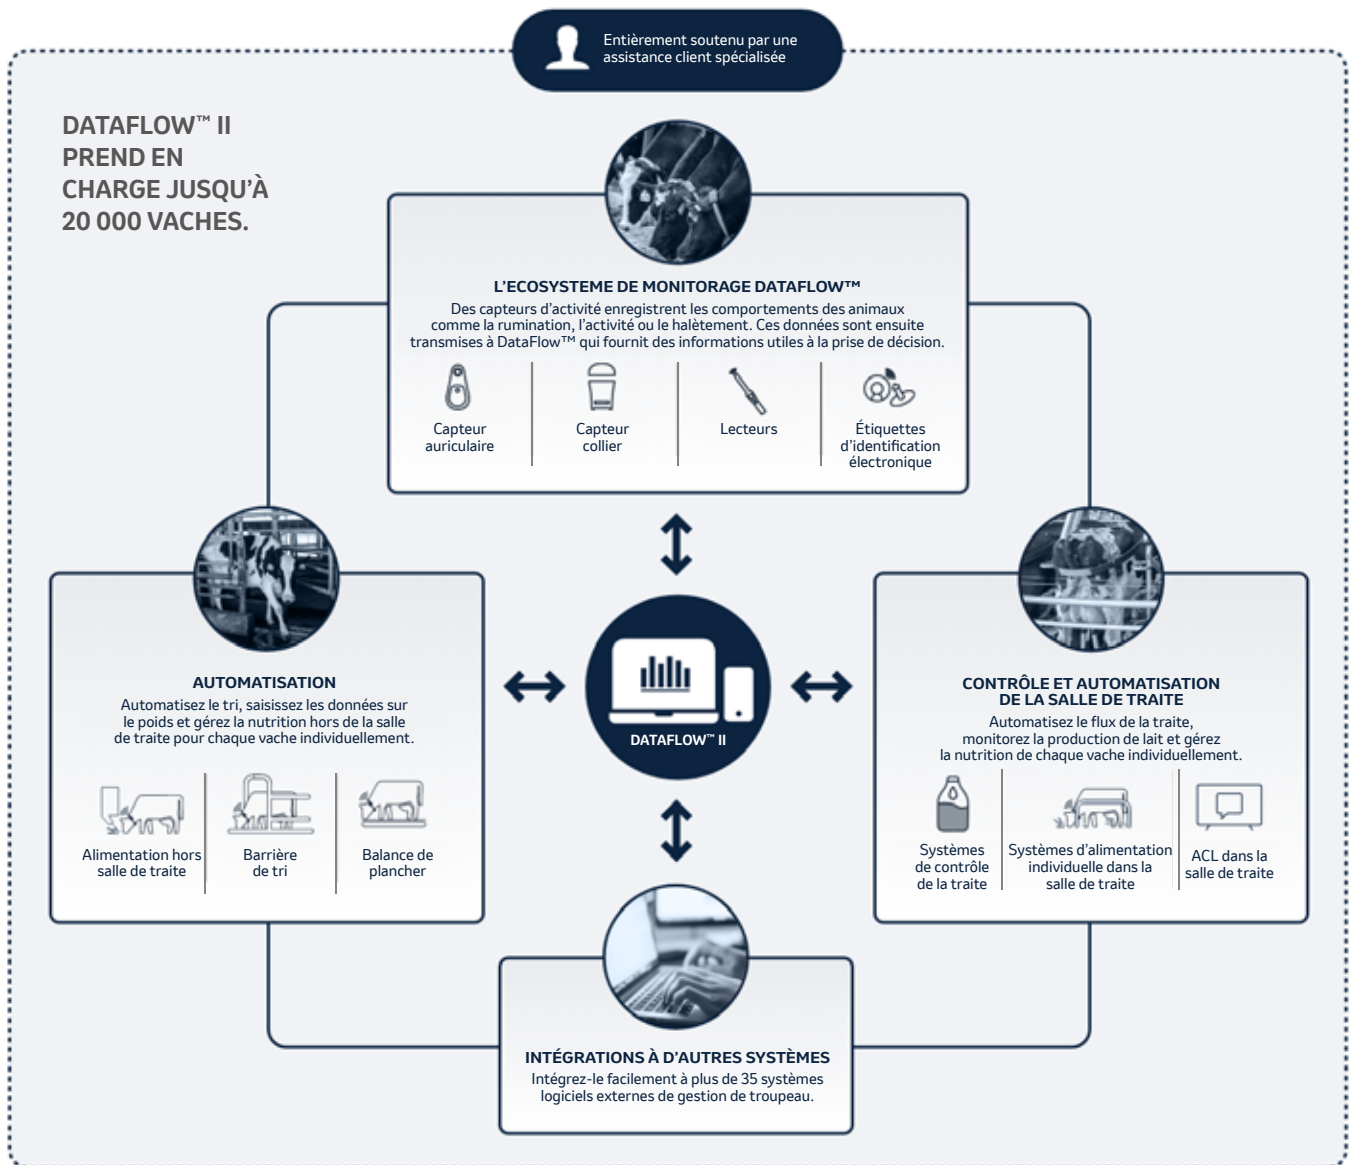 Entièrement soutenu par une
assistance client spécialisée
DATAFLOW™ II
PREND EN
CHARGE JUSQU'À
20 000 VACHES.
L'ECOSYSTEME DE MONITORAGE DATAFLOW™
Des capteurs d'activité enregistrent les comportements des animaux
comme la rumination, l'activité ou le halètement. Ces données sont ensuite
transmises à DataFlow™ qui fournit des informations utiles à la prise de décision.
Capteur
auriculaire
Capteur
collier
Lecteurs
Étiquettes
d'identification
électronique
AUTOMATISATION
Automatisez le tri, saisissez les données sur
le poids et gérez la nutrition hors de la salle
de traite pour chaque vache individuellement.
Alimentation hors
salle de traite
Barrière
de tri
Balance de
plancher
DATAFLOW™ II
CONTRÔLE ET AUTOMATISATION
DE LA SALLE DE TRAITE
Automatisez le flux de la traite,
monitorez la production de lait et gérez
la nutrition de chaque vache individuellement.
Systèmes
de contrôle
de la traite
Systèmes d'alimentation
individuelle dans la
salle de traite
ACL dans la
salle de traite
INTÉGRATIONS À D'AUTRES SYSTÈMES
Intégrez-le facilement à plus de 35 systèmes
logiciels externes de gestion de troupeau.